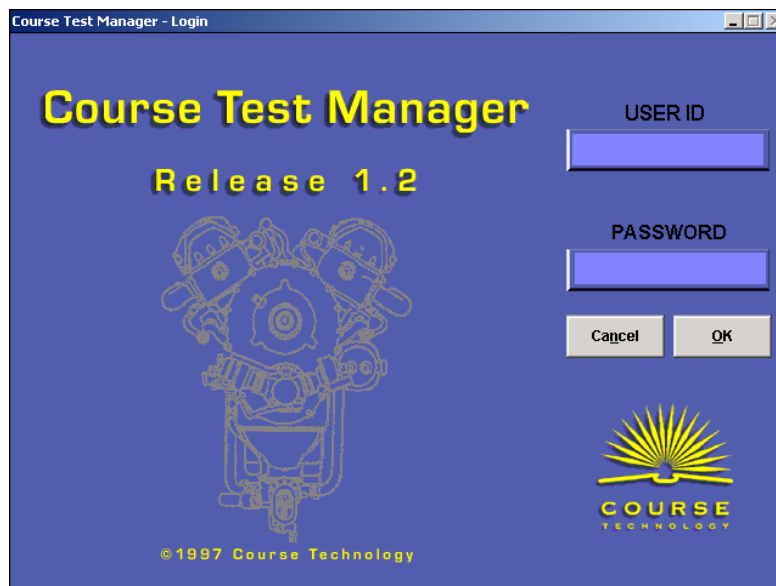 Course Test Manager - Login
Course Test Manager
Release 1.2
USER ID
PASSWORD
Cancel
OK
COURSE
TECHNOLOGY
©1997 Course Technology